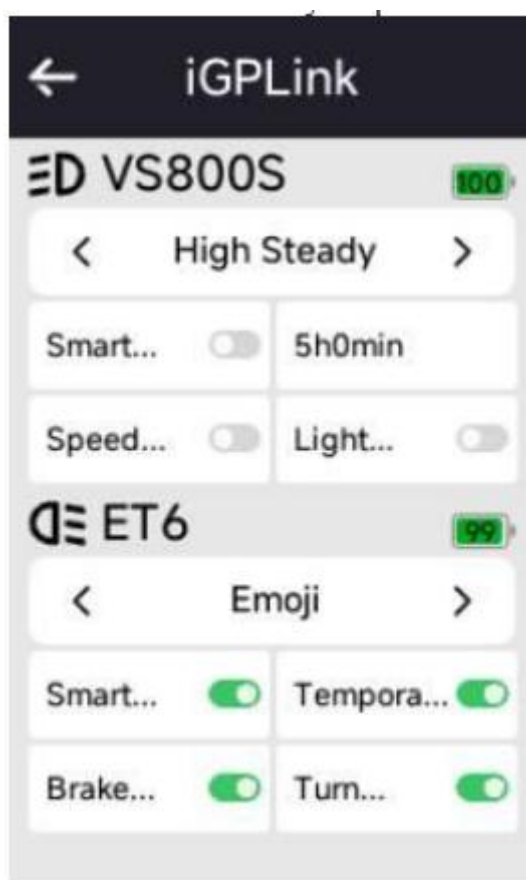 iGPLink
VS800S 100
< High Steady >
Smart... 5h0min
Speed... Light...
ET6 99
< Emoji >
Smart... Tempora...
Brake... Turn...